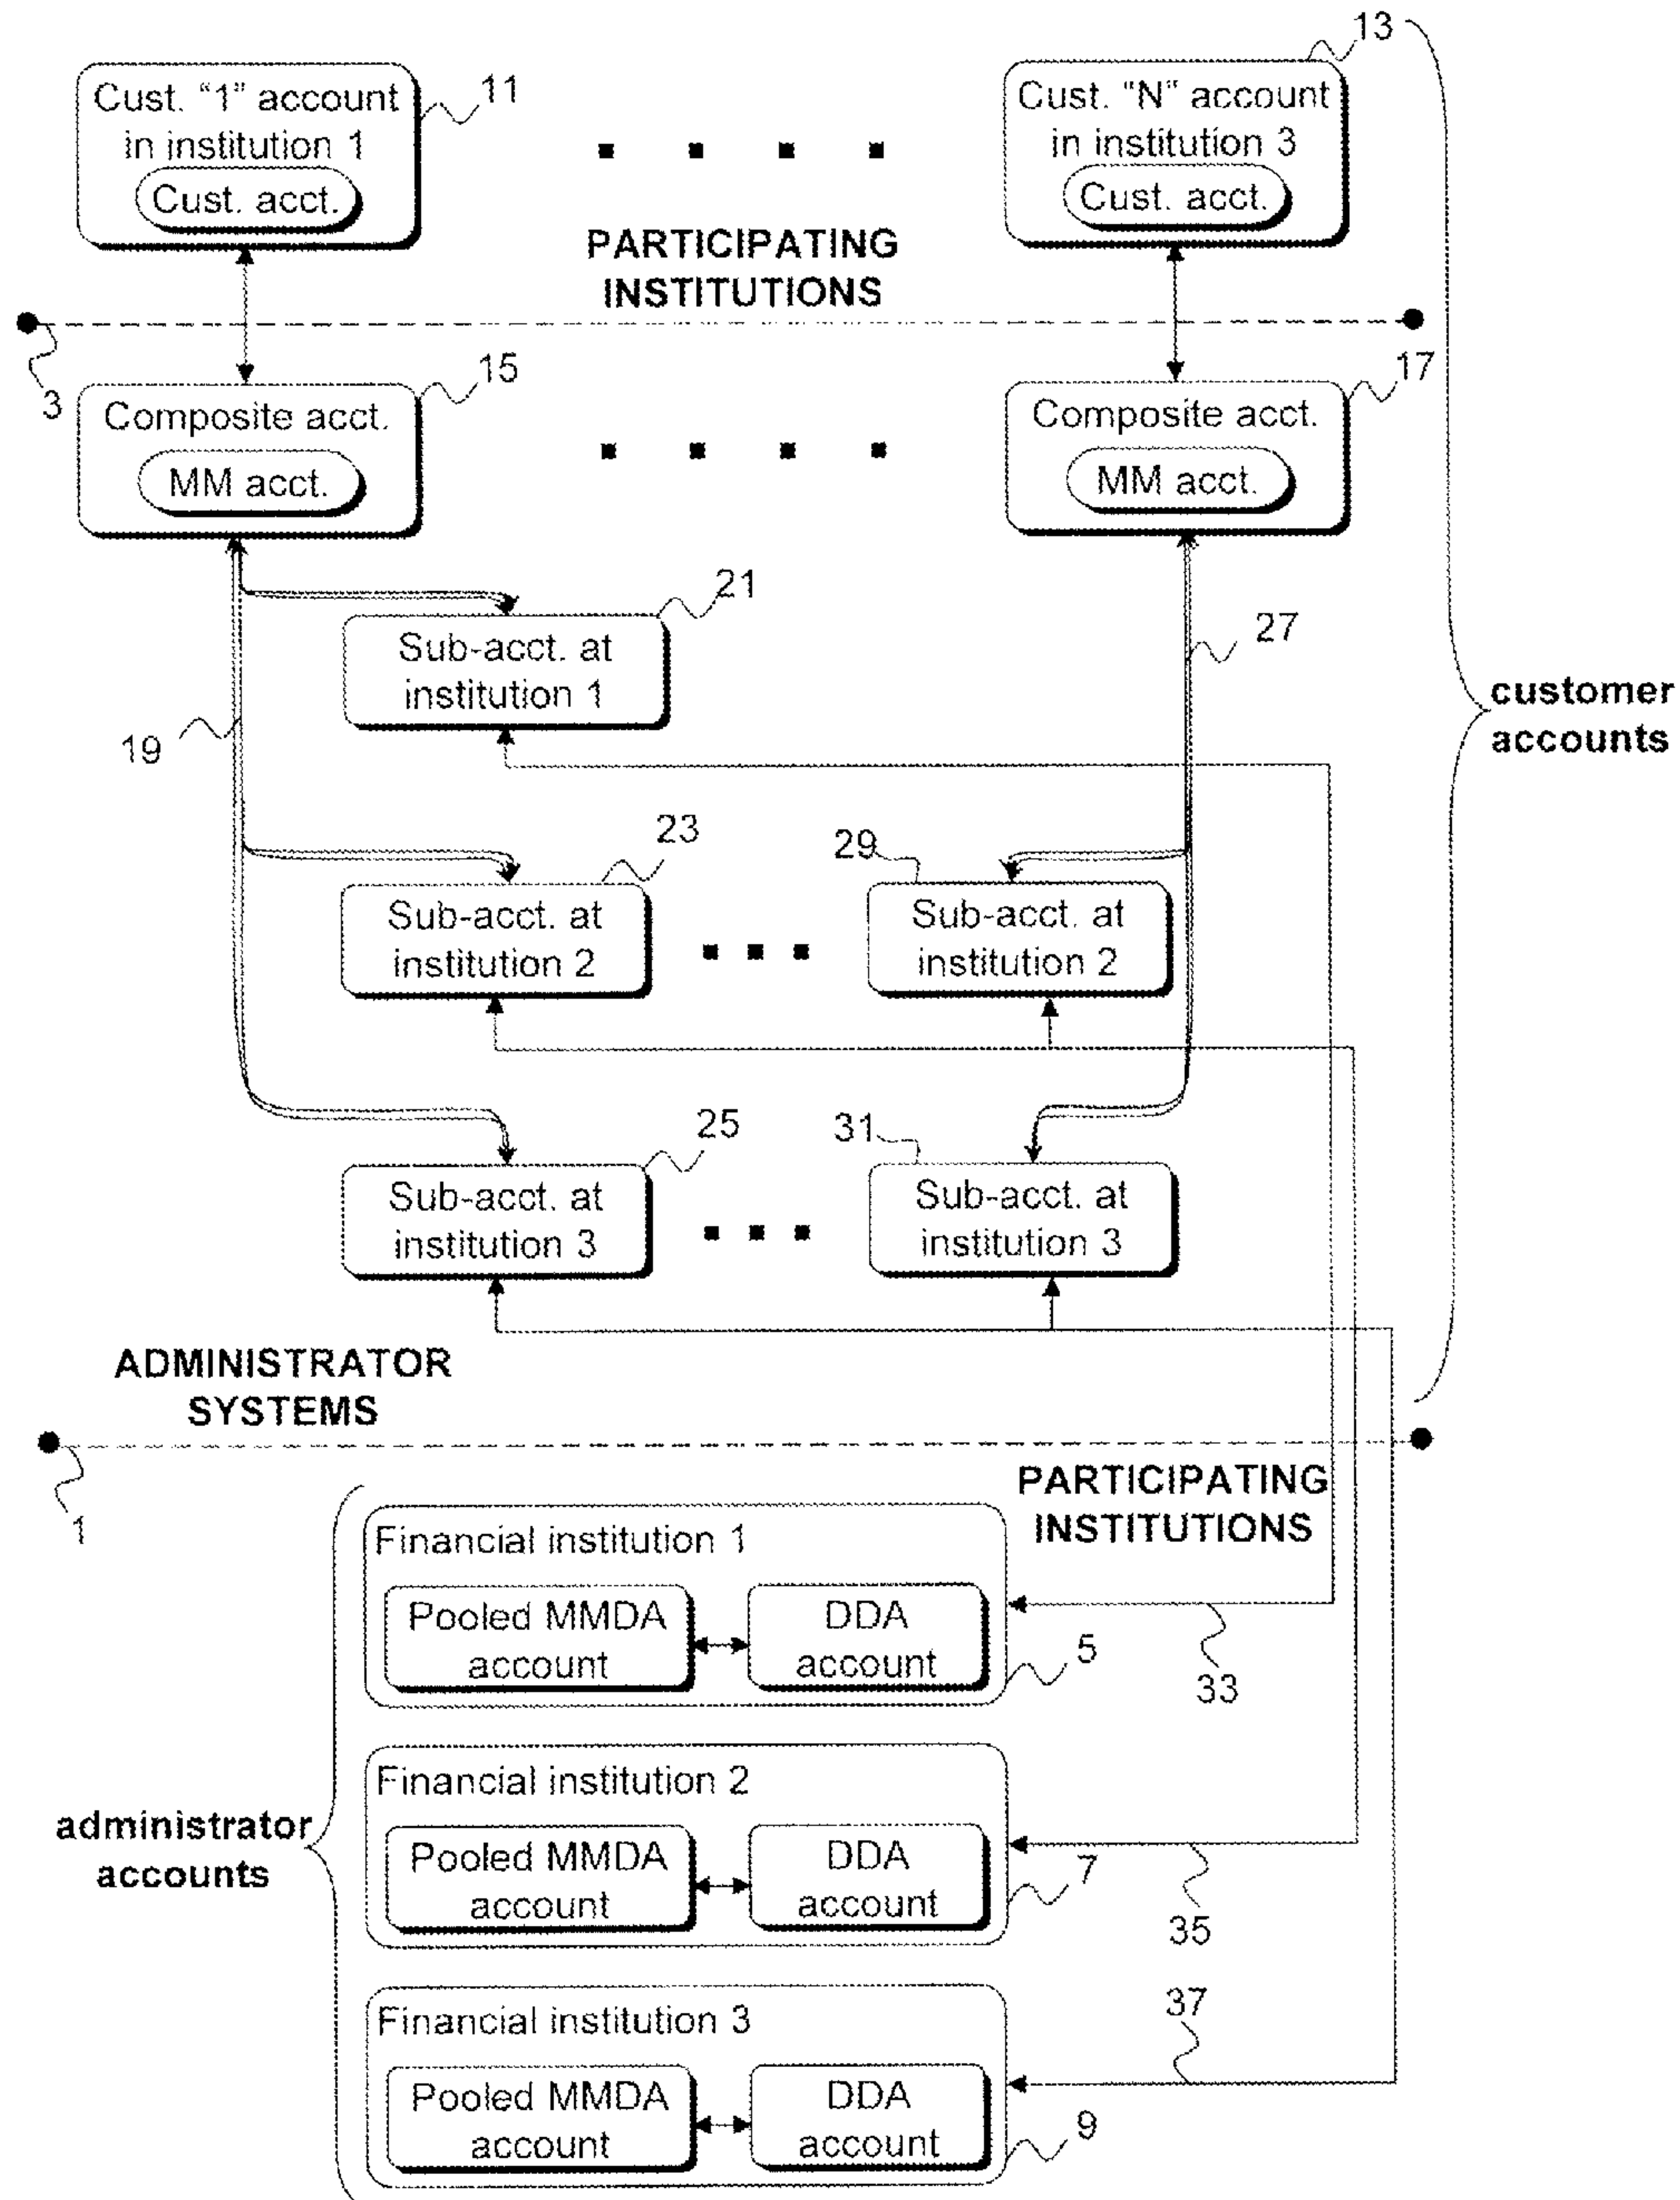 13
Cust. "1" account
in institution 1
Cust. acct.
11
Cust. "N" account
in institution 3
Cust. acct.
PARTICIPATING
INSTITUTIONS
3
15
Composite acct.
MM acct.
17
Composite acct.
MM acct.
21
Sub-acct. at
institution 1
27
customer
accounts
19
23
Sub-acct. at
institution 2
29
Sub-acct. at
institution 2
25
Sub-acct. at
institution 3
31
Sub-acct. at
institution 3
ADMINISTRATOR
SYSTEMS
1
PARTICIPATING
INSTITUTIONS
Financial institution 1
Pooled MMDA
account
DDA
account
5
33
Financial institution 2
Pooled MMDA
account
DDA
account
7
35
administrator
accounts
37
Financial institution 3
Pooled MMDA
account
DDA
account
9